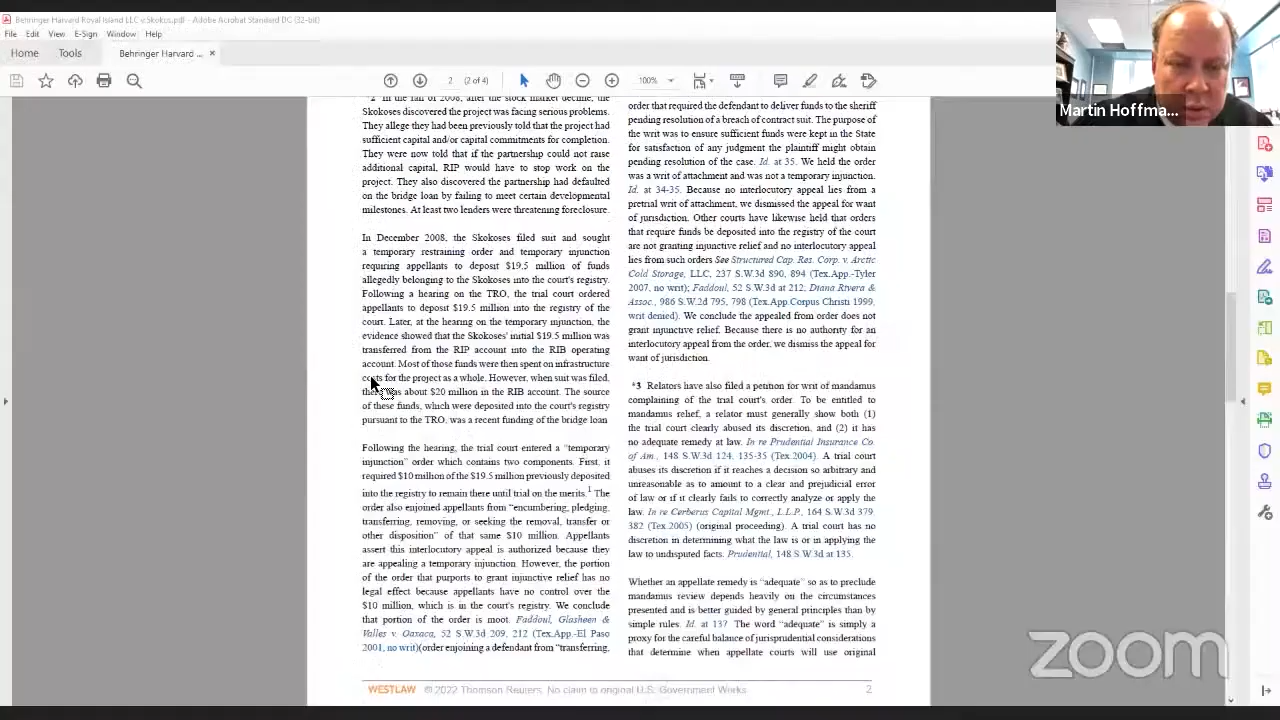 Behringer Harvard Royal Island LLC v Skokos.pdf - Adobe Acrobat Standard DC (32-bit)
File Edit View E-Sign Window Help
Home Tools Behringer Harvard ... ×
2 (2 of 4) 100%
Martin Hoffma...
*2 In the fall of 2008, after the stock market decline, the
Skokoses discovered the project was facing serious problems.
They allege they had been previously told that the project had
sufficient capital and/or capital commitments for completion.
They were now told that if the partnership could not raise
additional capital, RIP would have to stop work on the
project. They also discovered the partnership had defaulted
on the bridge loan by failing to meet certain developmental
milestones. At least two lenders were threatening foreclosure.
In December 2008, the Skokoses filed suit and sought
a temporary restraining order and temporary injunction
requiring appellants to deposit $19.5 million of funds
allegedly belonging to the Skokoses into the court's registry.
Following a hearing on the TRO, the trial court ordered
appellants to deposit $19.5 million into the registry of the
court. Later, at the hearing on the temporary injunction, the
evidence showed that the Skokoses' initial $19.5 million was
transferred from the RIP account into the RIB operating
account. Most of those funds were then spent on infrastructure
costs for the project as a whole. However, when suit was filed,
about $20 million in the RIB account. The source
of these funds, which were deposited into the court's registry
pursuant to the TRO, was a recent funding of the bridge loan
Following the hearing, the trial court entered a “temporary
injunction” order which contains two components. First, it
required $10 million of the $19.5 million previously deposited
into the registry to remain there until trial on the merits.1 The
order also enjoined appellants from “encumbering, pledging,
transferring, removing, or seeking the removal, transfer or
other disposition” of that same $10 million. Appellants
assert this interlocutory appeal is authorized because they
are appealing a temporary injunction. However, the portion
of the order that purports to grant injunctive relief has no
legal effect because appellants have no control over the
$10 million, which is in the court's registry. We conclude
that portion of the order is moot. Faddoul, Glasheen &
Valles v. Oaxaca, 52 S.W.3d 209, 212 (Tex.App.-El Paso
2001, no writ)(order enjoining a defendant from “transferring,
order that required the defendant to deliver funds to the sheriff
pending resolution of a breach of contract suit. The purpose of
the writ was to ensure sufficient funds were kept in the State
for satisfaction of any judgment the plaintiff might obtain
pending resolution of the case. Id. at 35. We held the order
was a writ of attachment and was not a temporary injunction.
Id. at 34-35. Because no interlocutory appeal lies from a
pretrial writ of attachment, we dismissed the appeal for want
of jurisdiction. Other courts have likewise held that orders
that require funds be deposited into the registry of the court
are not granting injunctive relief and no interlocutory appeal
lies from such orders See Structured Cap. Res. Corp. v. Arctic
Cold Storage, LLC, 237 S.W.3d 890, 894 (Tex.App.-Tyler
2007, no writ); Faddoul, 52 S.W.3d at 212; Diana Rivera &
Assoc., 986 S.W.2d 795, 798 (Tex.App.Corpus Christi 1999,
writ denied). We conclude the appealed from order does not
grant injunctive relief. Because there is no authority for an
interlocutory appeal from the order, we dismiss the appeal for
want of jurisdiction.
*3 Relators have also filed a petition for writ of mandamus
complaining of the trial court's order. To be entitled to
mandamus relief, a relator must generally show both (1)
the trial court clearly abused its discretion, and (2) it has
no adequate remedy at law. In re Prudential Insurance Co.
of Am., 148 S.W.3d 124, 135-35 (Tex.2004). A trial court
abuses its discretion if it reaches a decision so arbitrary and
unreasonable as to amount to a clear and prejudicial error
of law or if it clearly fails to correctly analyze or apply the
law. In re Cerberus Capital Mgmt., L.L.P., 164 S.W.3d 379,
382 (Tex.2005) (original proceeding). A trial court has no
discretion in determining what the law is or in applying the
law to undisputed facts. Prudential, 148 S.W.3d at 135.
Whether an appellate remedy is “adequate” so as to preclude
mandamus review depends heavily on the circumstances
presented and is better guided by general principles than by
simple rules. Id. at 137 The word “adequate” is simply a
proxy for the careful balance of jurisprudential considerations
that determine when appellate courts will use original
WESTLAW © 2022 Thomson Reuters. No claim to original U.S. Government Works. 2
zoom